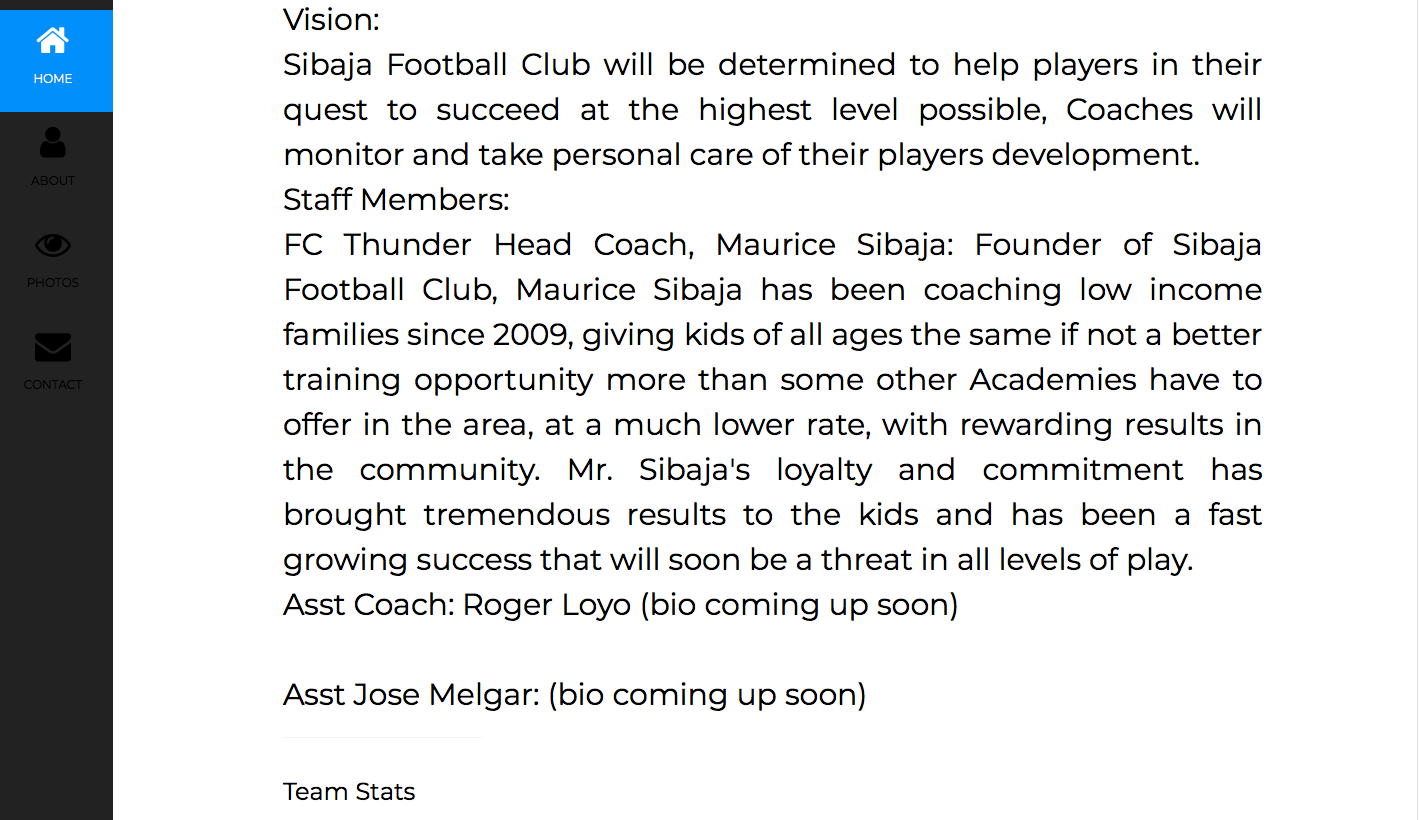 HOME
ABOUT
PHOTOS
CONTACT
Vision:
Sibaja Football Club will be determined to help players in their
quest to succeed at the highest level possible, Coaches will
monitor and take personal care of their players development.
Staff Members:
FC Thunder Head Coach, Maurice Sibaja: Founder of Sibaja
Football Club, Maurice Sibaja has been coaching low income
families since 2009, giving kids of all ages the same if not a better
training opportunity more than some other Academies have to
offer in the area, at a much lower rate, with rewarding results in
the community. Mr. Sibaja's loyalty and commitment has
brought tremendous results to the kids and has been a fast
growing success that will soon be a threat in all levels of play.
Asst Coach: Roger Loyo (bio coming up soon)
Asst Jose Melgar: (bio coming up soon)
Team Stats